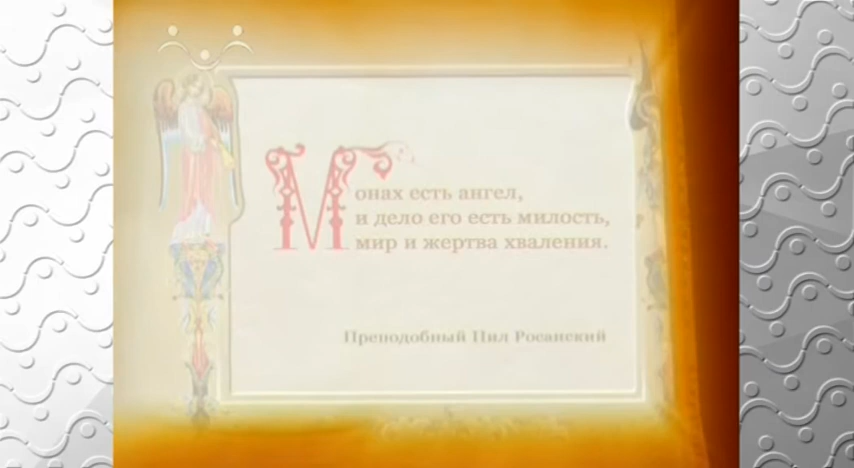 Монах есть ангел,
и дело его есть милость,
мир и жертва хваления.
Преподобный Нил Росанский